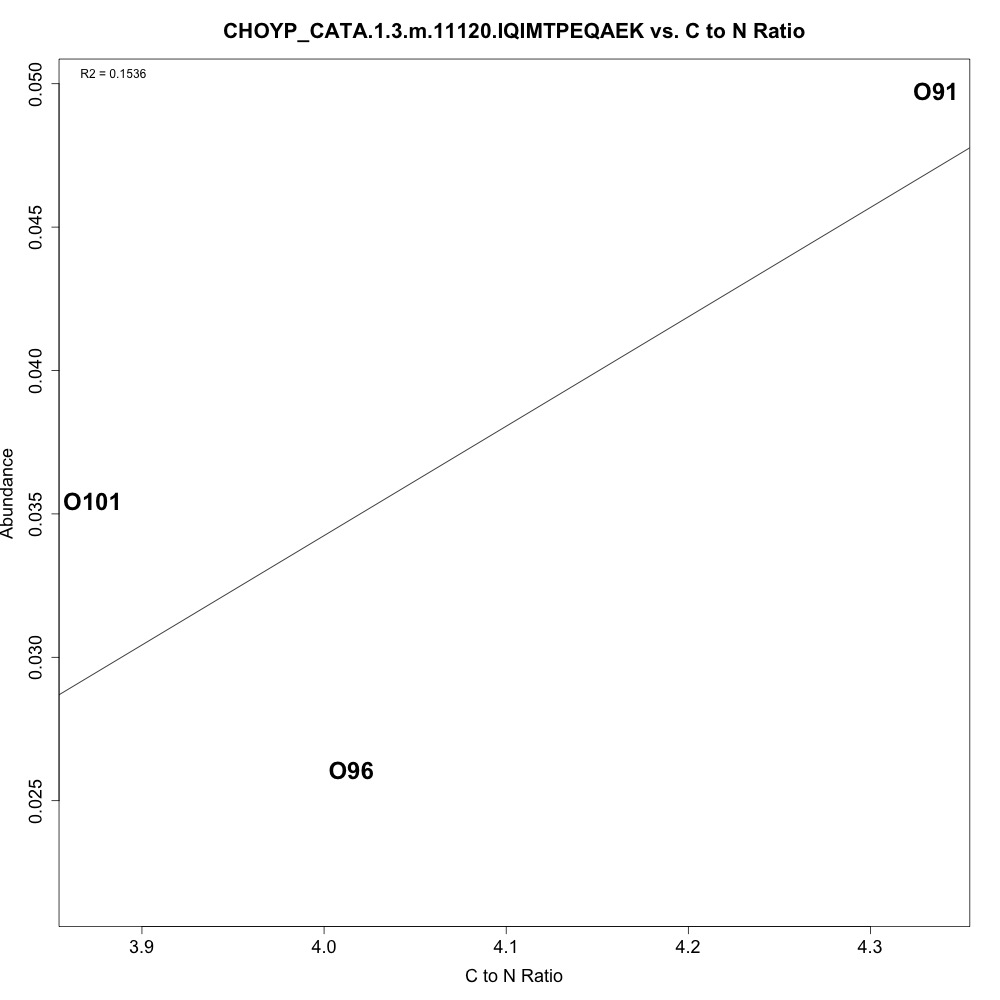 CHOYP_CATA.1.3.m.11120.IQIMTPEQAEK vs. C to N Ratio
R2 = 0.1536
0.050
O91
0.045
0.040
Abundance
O101
0.035
0.030
O96
0.025
3.9 4.0 4.1 4.2 4.3
C to N Ratio